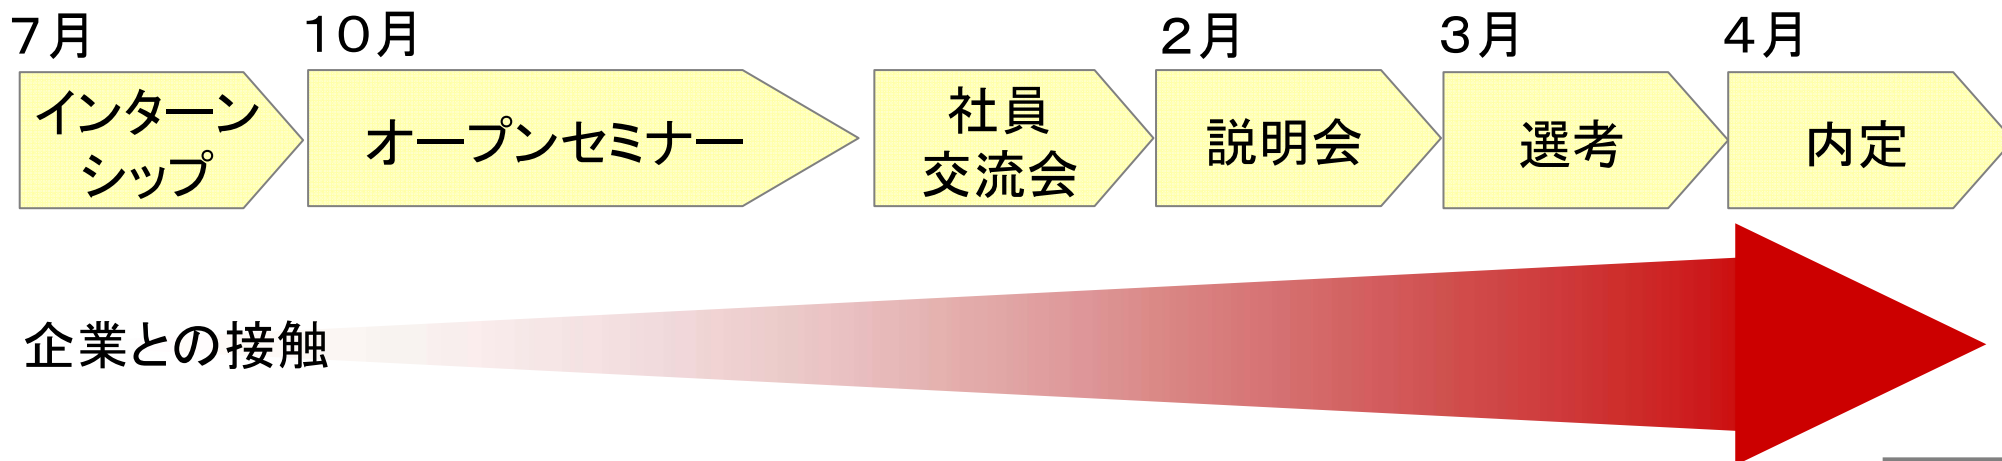 ７月
１０月
２月
３月
４月
インターン
シップ
オープンセミナー
社員
交流会
説明会
選考
内定
企業との接触